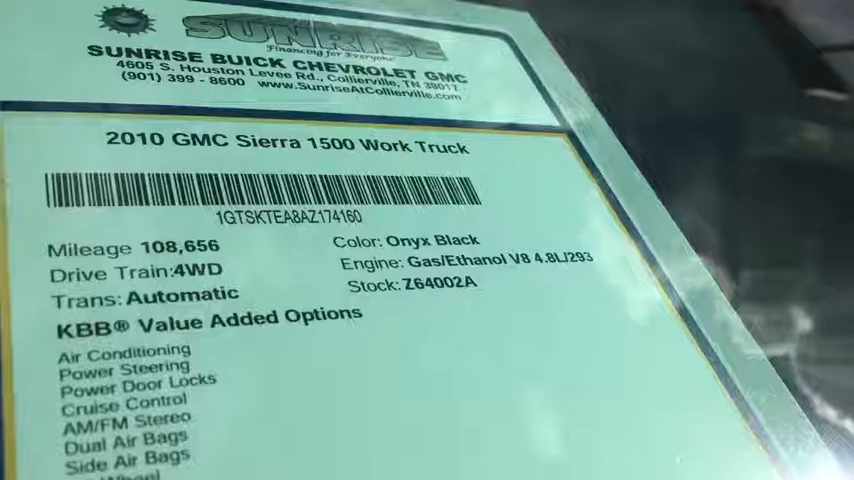 SUNRISE
Financing for Everyone
SUNRISE BUICK CHEVROLET GMC
4605 S. Houston Levee Rd., Collierville, TN 38017
(901) 399 - 8600 www.SunriseAtCollierville.com
2010 GMC Sierra 1500 Work Truck
1GTSKTEA8AZ174160
Mileage 108,656
Color: Onyx Black
Drive Train:4WD
Engine: Gas/Ethanol V8 4.8L/293
Trans: Automatic
Stock: Z64002A
KBB® Value Added Options
Air Conditioning
Power Steering
Power Door Locks
Cruise Control
AM/FM Stereo
Dual Air Bags
Side Air Bags
Wheel